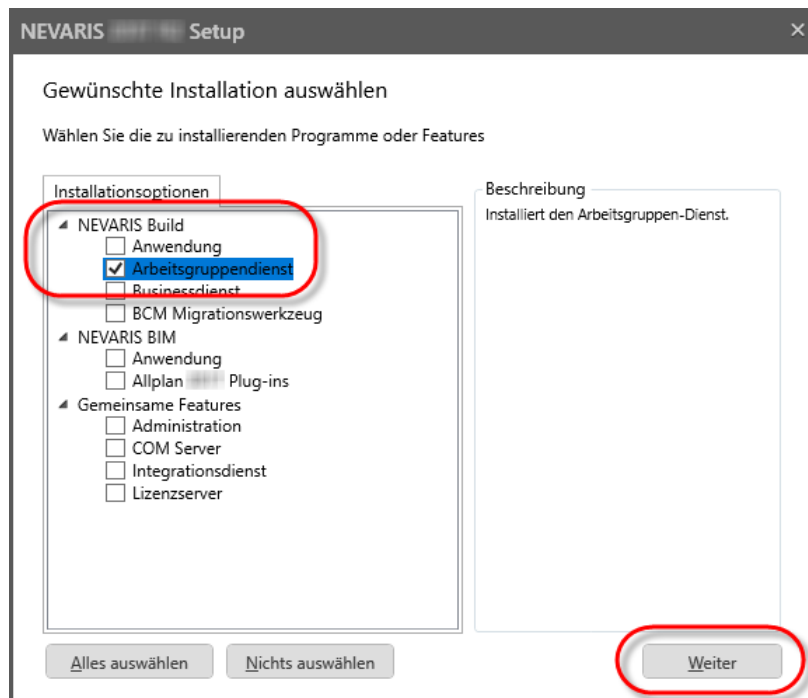 NEVARIS Setup
Gewünschte Installation auswählen
Wählen Sie die zu installierenden Programme oder Features
Installationsoptionen
NEVARIS Build
Anwendung
Arbeitsgruppendienst
Businessdienst
BCM Migrationswerkzeug
NEVARIS BIM
Anwendung
Allplan Plug-ins
Gemeinsame Features
Administration
COM Server
Integrationsdienst
Lizenzserver
Beschreibung
Installiert den Arbeitsgruppen-Dienst.
Alles auswählen
Nichts auswählen
Weiter